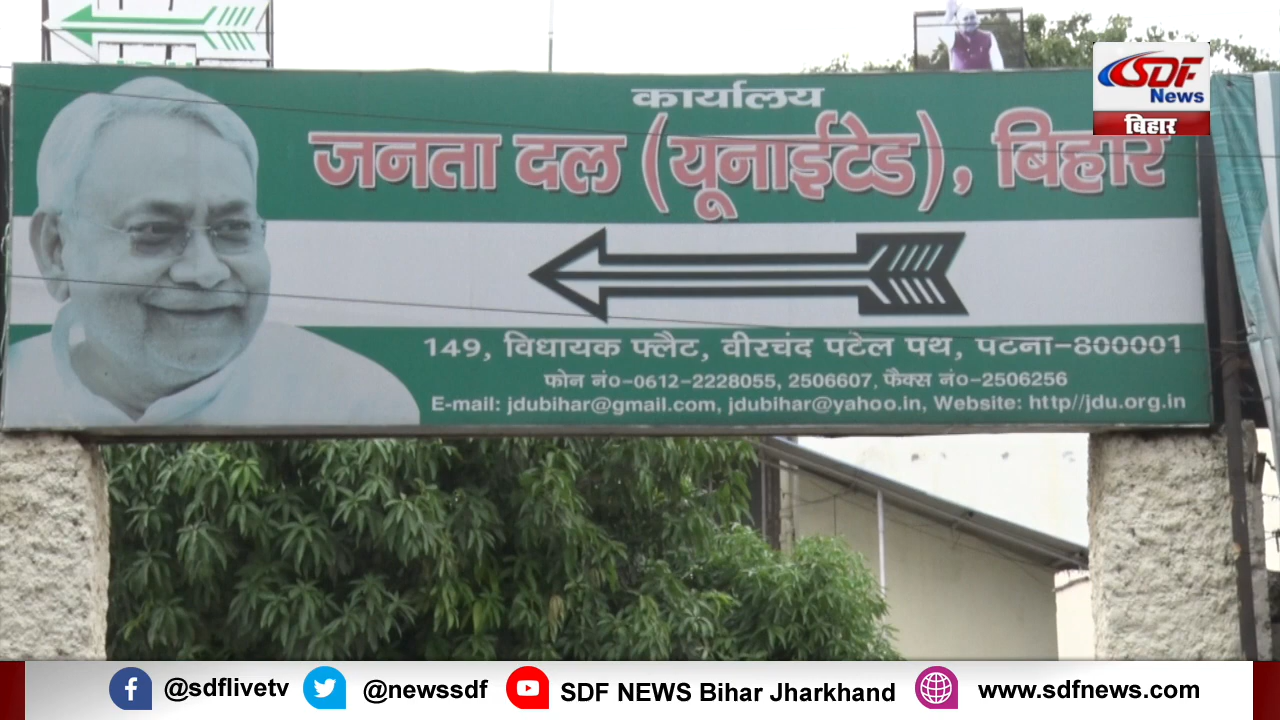 SDF
News
बिहार
कार्यालय
जनता दल (यूनाईटेड), बिहार
149, विधायक फ्लैट, वीरचंद पटेल पथ, पटना-800001
फोन नं०-0612-2228055, 2506607, फैक्स नं०-2506256
E-mail: jdubihar@gmail.com, jdubihar@yahoo.in, Website: http//jdu.org.in
@sdflivetv @newssdf SDF NEWS Bihar Jharkhand www.sdfnews.com